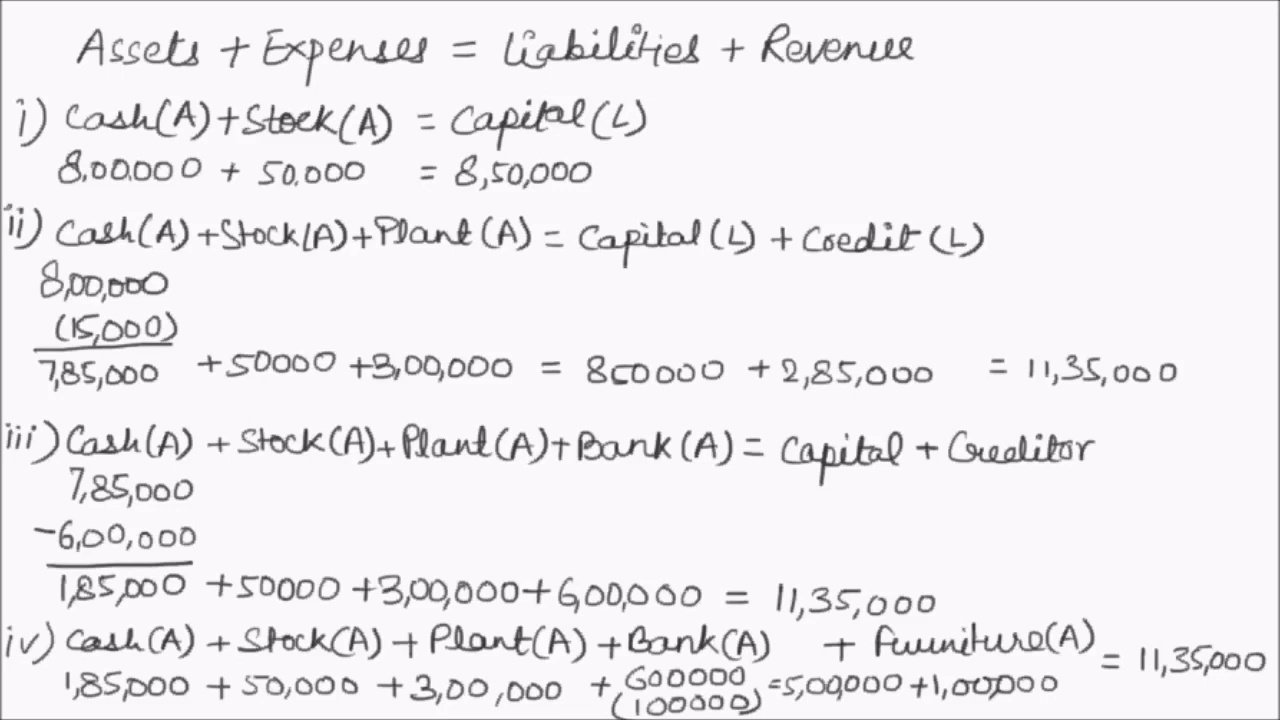 Assets + Expenses = Liabilities + Revenue
i) Cash(A)+Stock(A) = Capital(L)
8,00,000 + 50,000 = 8,50,000
ii) Cash(A)+Stock(A)+Plant(A) = Capital(L) + Credit(L)
8,00,000
(15,000)
7,85,000 +50000 +3,00,000 = 850000 +2,85,000 = 11,35,000
iii) Cash(A) +Stock(A)+Plant(A)+Bank(A) = Capital + Creditor
7,85,000
-6,00,000
1,85,000 +50000 +3,00,000+6,00,000 = 11,35,000
iv) Cash(A) +Stock(A) + Plant(A) +Bank(A) + Furniture(A)
1,85,000 +50,000 +3,00,000 + 600000 =5,00,000 +1,00,000 = 11,35,000
(100000)